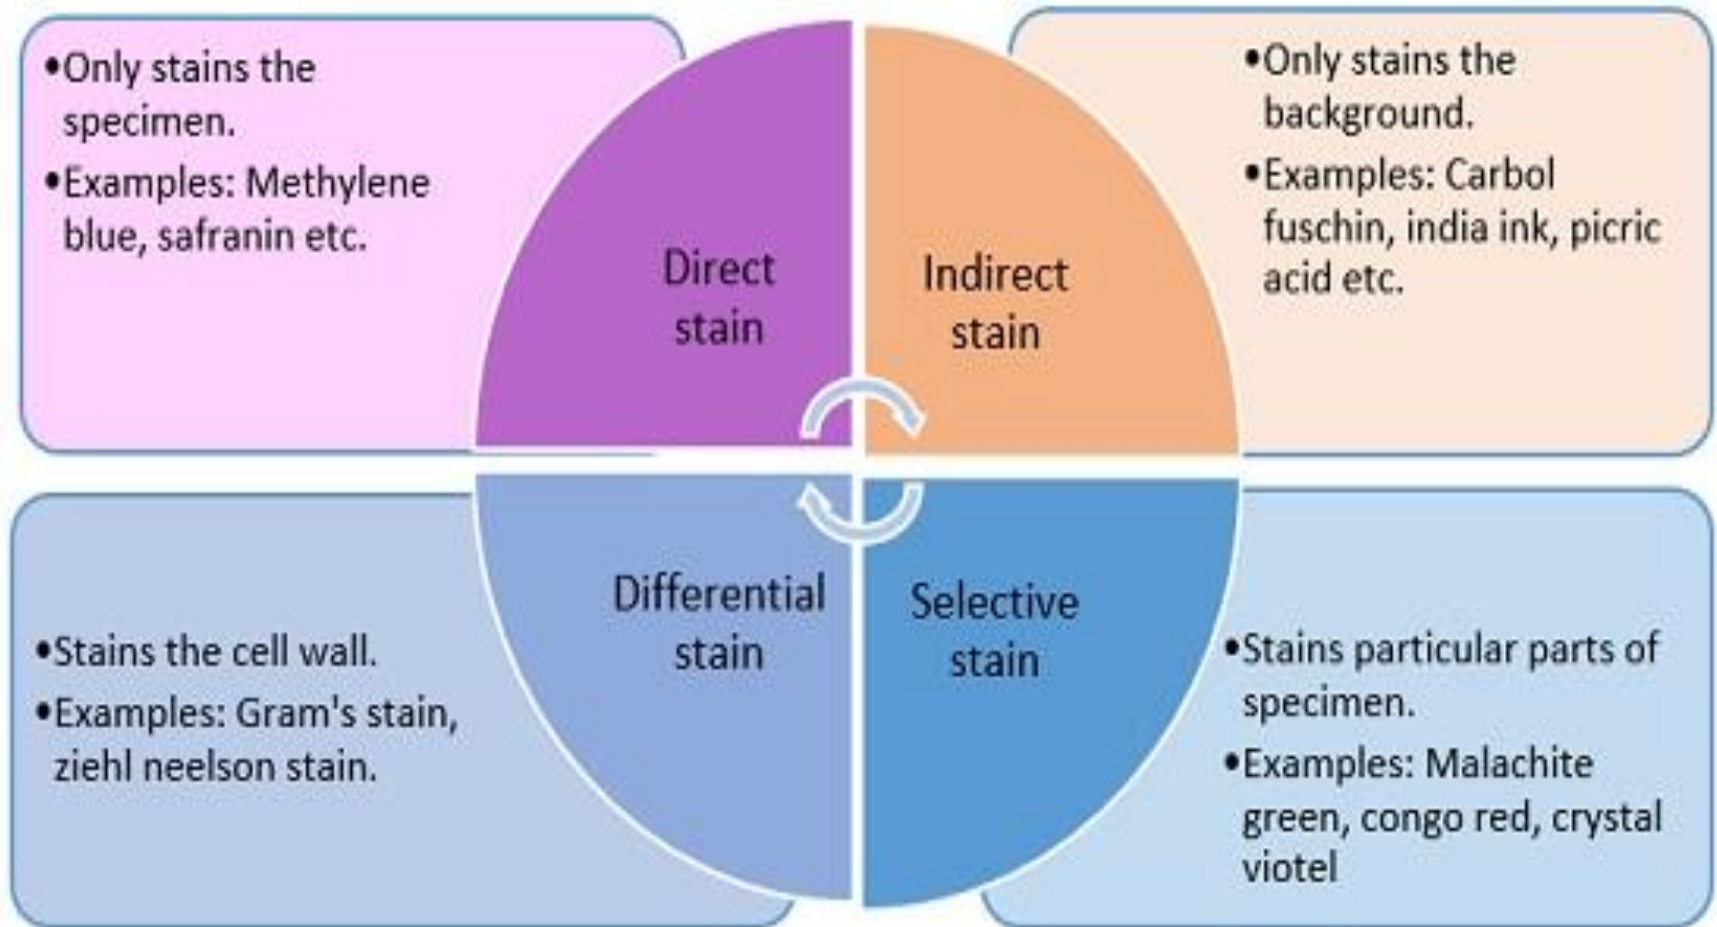 •Only stains the
specimen.
•Examples: Methylene
blue, safranin etc.
Direct
stain
Indirect
stain
•Only stains the
background.
•Examples: Carbol
fuschin, india ink, picric
acid etc.
•Stains the cell wall.
•Examples: Gram's stain,
ziehl neelson stain.
Differential
stain
Selective
stain
•Stains particular parts of
specimen.
•Examples: Malachite
green, congo red, crystal
viotel